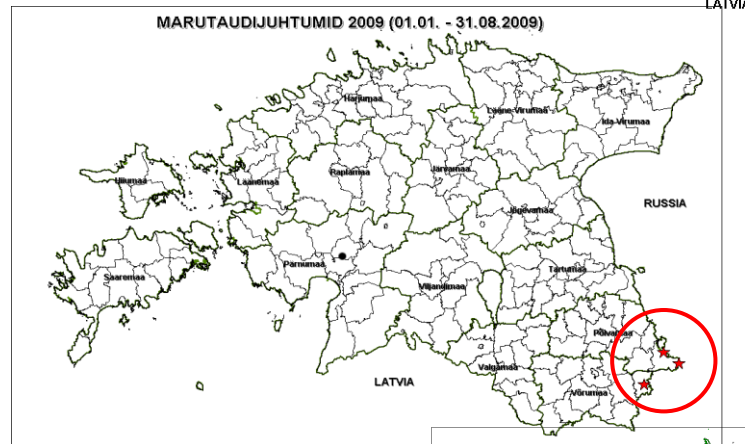 LATVIA
MARUTAUDIJUHTUMID 2009 (01.01. - 31.08.2009)
Harjumaa
Lääne-Virumaa
Ida-Virumaa
Hiiumaa
Läänemaa
Raplamaa
Järvamaa
RUSSIA
Jõgevamaa
Saaremaa
Pärnumaa
Viljandimaa
Tartumaa
Põlvamaa
Valgamaa
LATVIA
Võrumaa